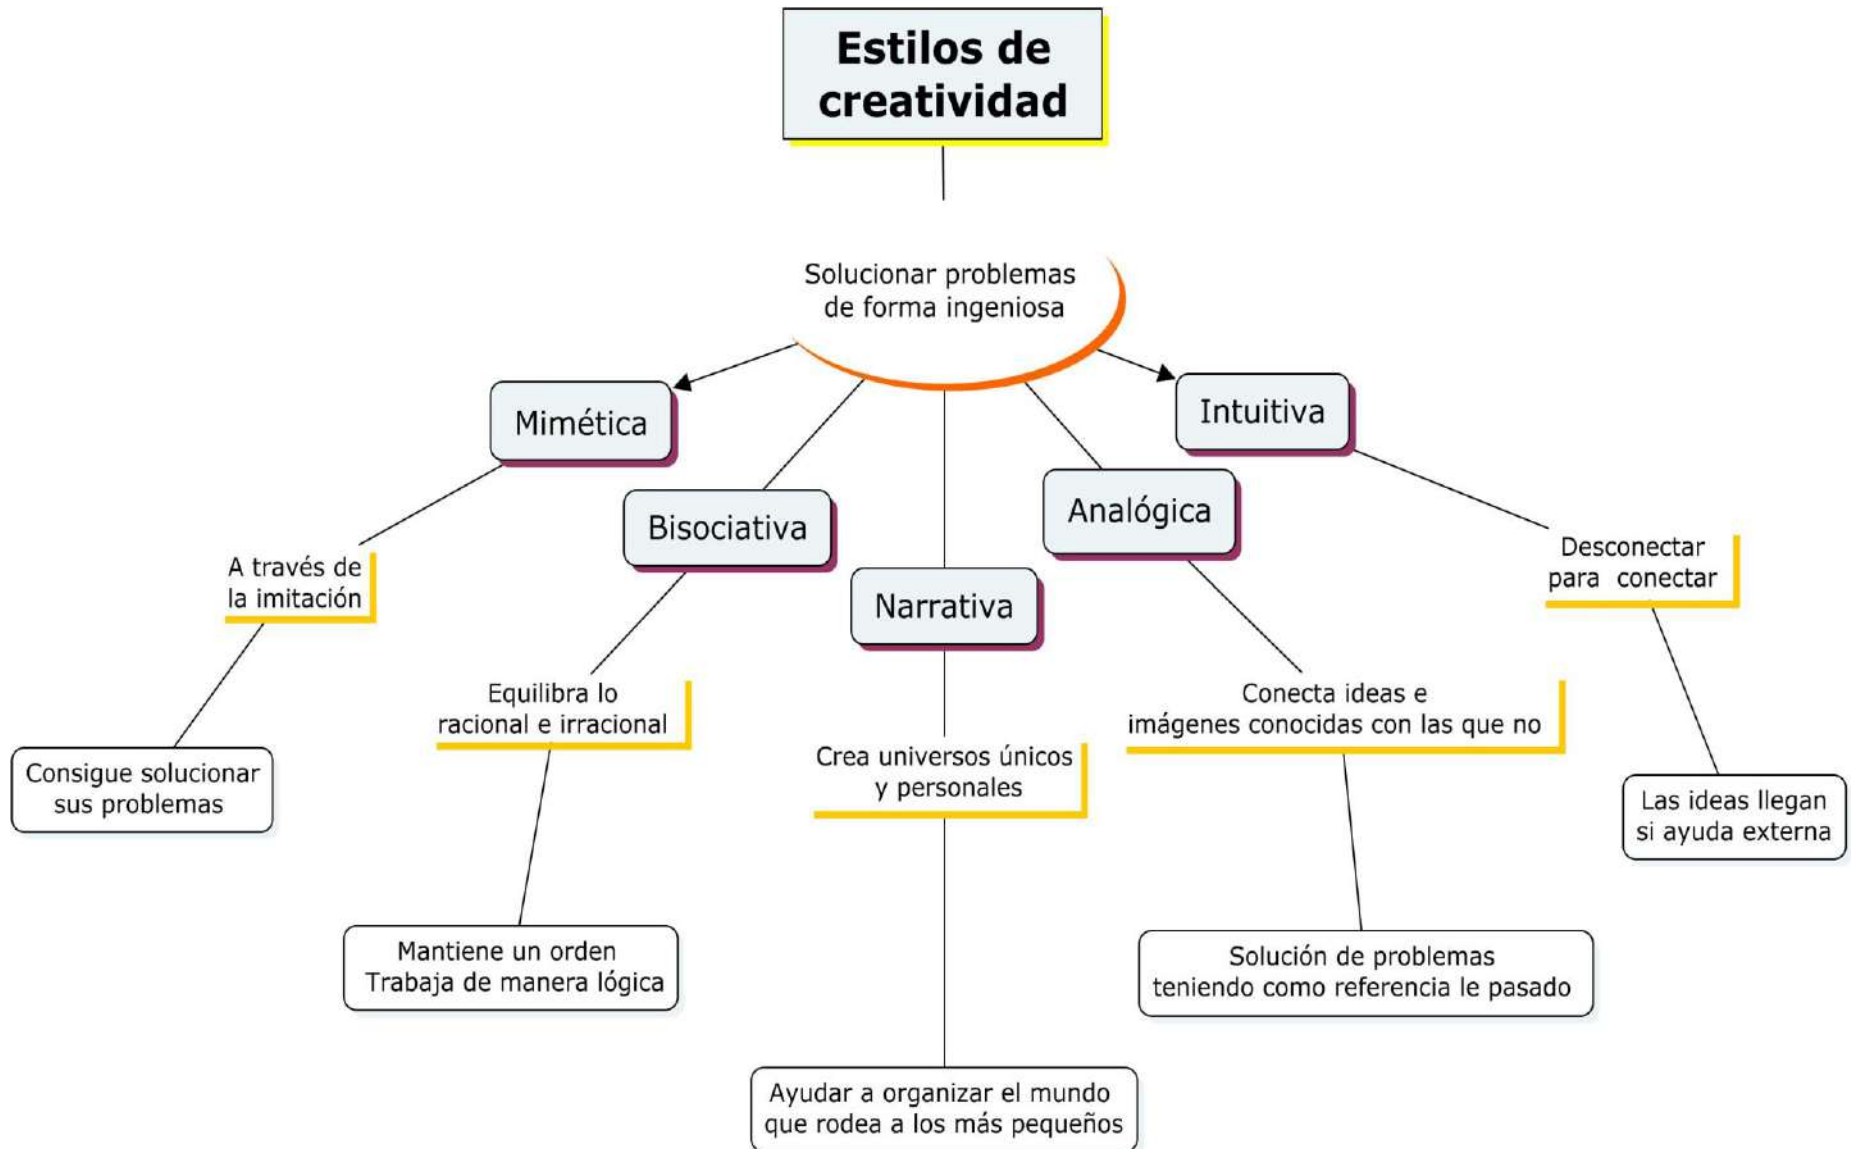 Estilos de
creatividad
Solucionar problemas
de forma ingeniosa
Mimética
Bisociativa
Narrativa
Analógica
Intuitiva
A través de
la imitación
Equilibra lo
racional e irracional
Crea universos únicos
y personales
Conecta ideas e
imágenes conocidas con las que no
Desconectar
para conectar
Consigue solucionar
sus problemas
Mantiene un orden
Trabaja de manera lógica
Ayudar a organizar el mundo
que rodea a los más pequeños
Solución de problemas
teniendo como referencia le pasado
Las ideas llegan
si ayuda externa